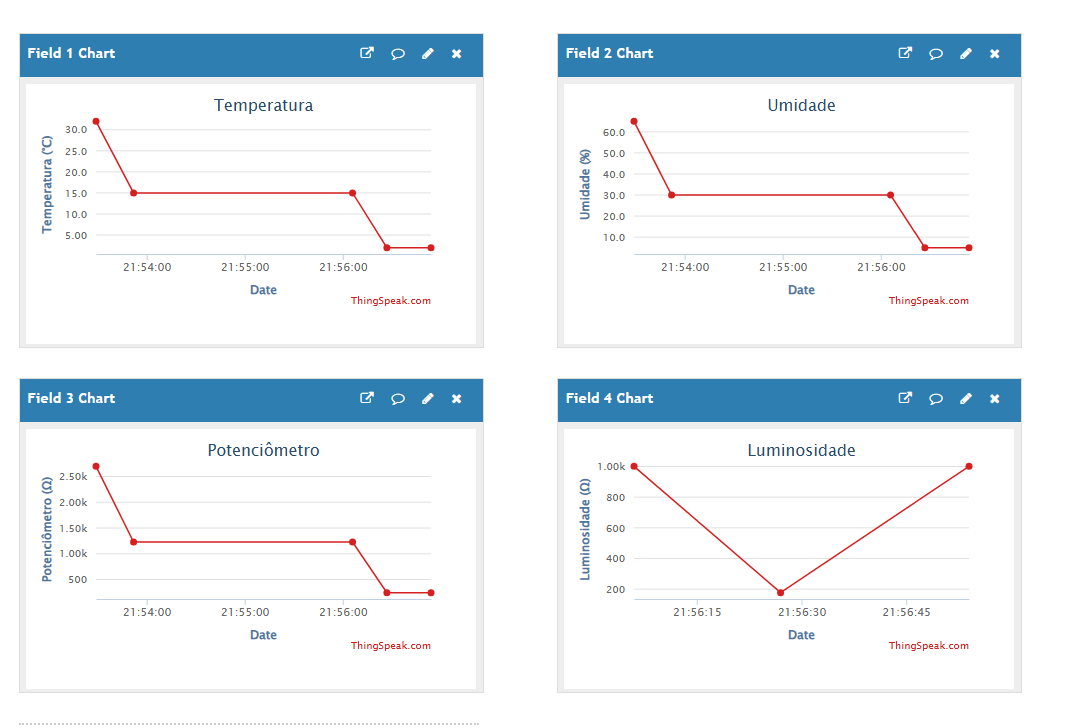 Field 1 Chart
Temperatura
Temperatura (°C)
30.0
25.0
20.0
15.0
10.0
5.00
21:54:00 21:55:00 21:56:00
Date
ThingSpeak.com
Field 2 Chart
Umidade
Umidade (%)
60.0
50.0
40.0
30.0
20.0
10.0
21:54:00 21:55:00 21:56:00
Date
ThingSpeak.com
Field 3 Chart
Potenciômetro
Potenciômetro (Ω)
2.50k
2.00k
1.50k
1.00k
500
21:54:00 21:55:00 21:56:00
Date
ThingSpeak.com
Field 4 Chart
Luminosidade
Luminosidade (Ω)
1.00k
800
600
400
200
21:56:15 21:56:30 21:56:45
Date
ThingSpeak.com